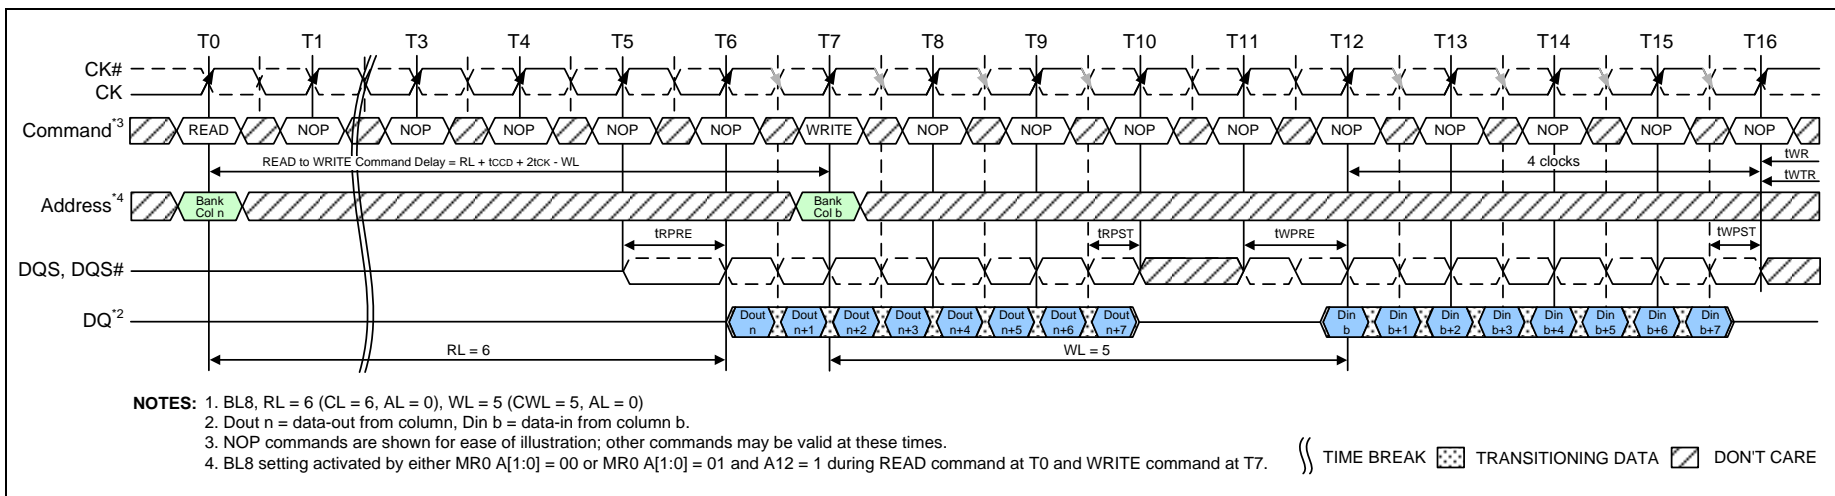 T0 T1 T3 T4 T5 T6 T7 T8 T9 T10 T11 T12 T13 T14 T15 T16
CK#
CK
Command*3 READ NOP NOP NOP NOP NOP WRITE NOP NOP NOP NOP NOP NOP NOP NOP NOP
READ to WRITE Command Delay = RL + tCCD + 2tCK - WL 4 clocks tWR
tWTR
Address*4 Bank Col n Bank Col b
tRPRE tRPST tWPRE tWPST
DQS, DQS#
DQ*2 Dout n Dout n+1 Dout n+2 Dout n+3 Dout n+4 Dout n+5 Dout n+6 Dout n+7 Din b Din b+1 Din b+2 Din b+3 Din b+4 Din b+5 Din b+6 Din b+7
RL = 6 WL = 5
NOTES: 1. BL8, RL = 6 (CL = 6, AL = 0), WL = 5 (CWL = 5, AL = 0)
2. Dout n = data-out from column, Din b = data-in from column b.
3. NOP commands are shown for ease of illustration; other commands may be valid at these times.
4. BL8 setting activated by either MR0 A[1:0] = 00 or MR0 A[1:0] = 01 and A12 = 1 during READ command at T0 and WRITE command at T7.
TIME BREAK TRANSITIONING DATA DON'T CARE